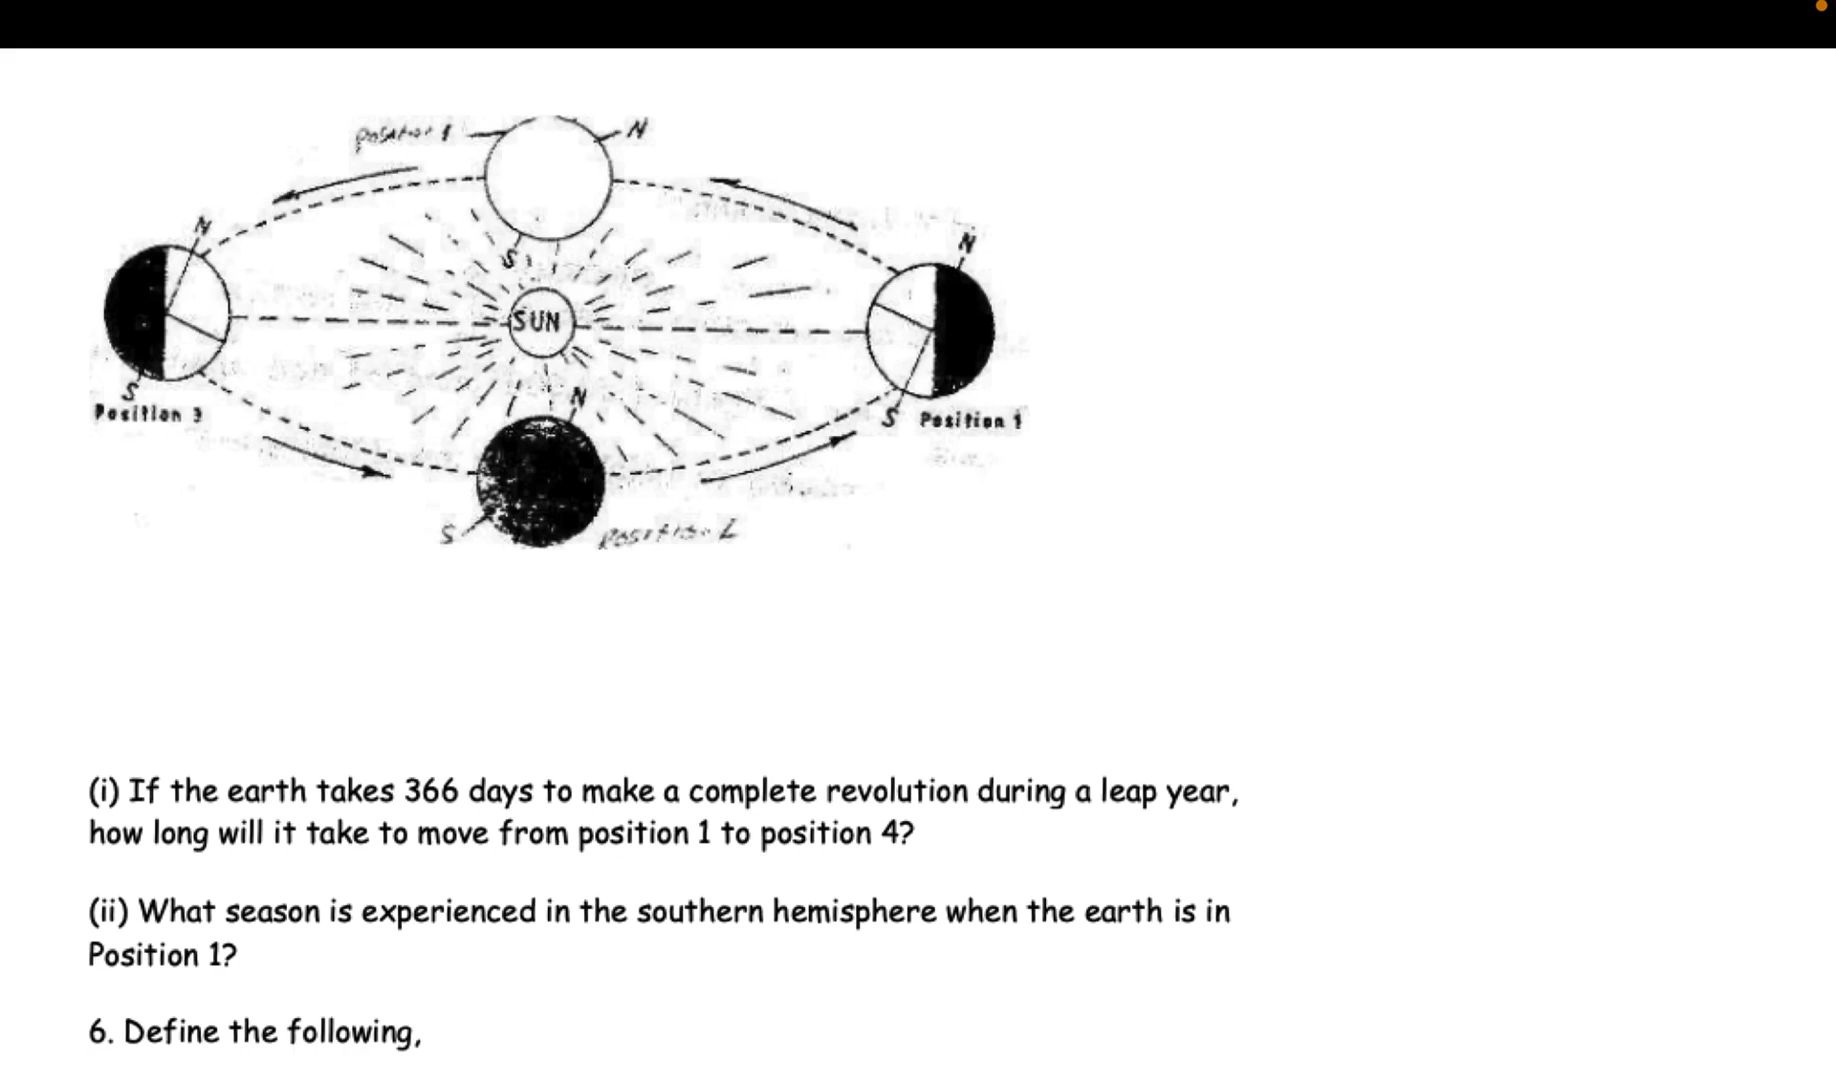 N
N
S
N
SUN
N
S
Position 3
S
Position 1
S
(i) If the earth takes 366 days to make a complete revolution during a leap year,
how long will it take to move from position 1 to position 4?
(ii) What season is experienced in the southern hemisphere when the earth is in
Position 1?
6. Define the following,